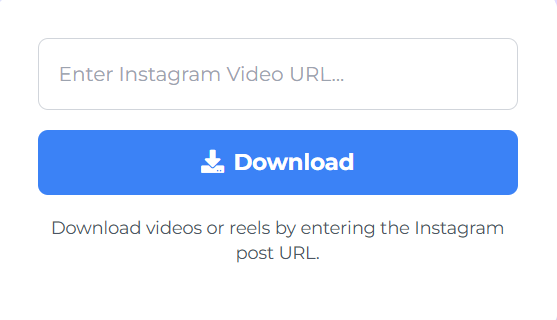 Enter Instagram Video URL...
Download
Download videos or reels by entering the Instagram
post URL.